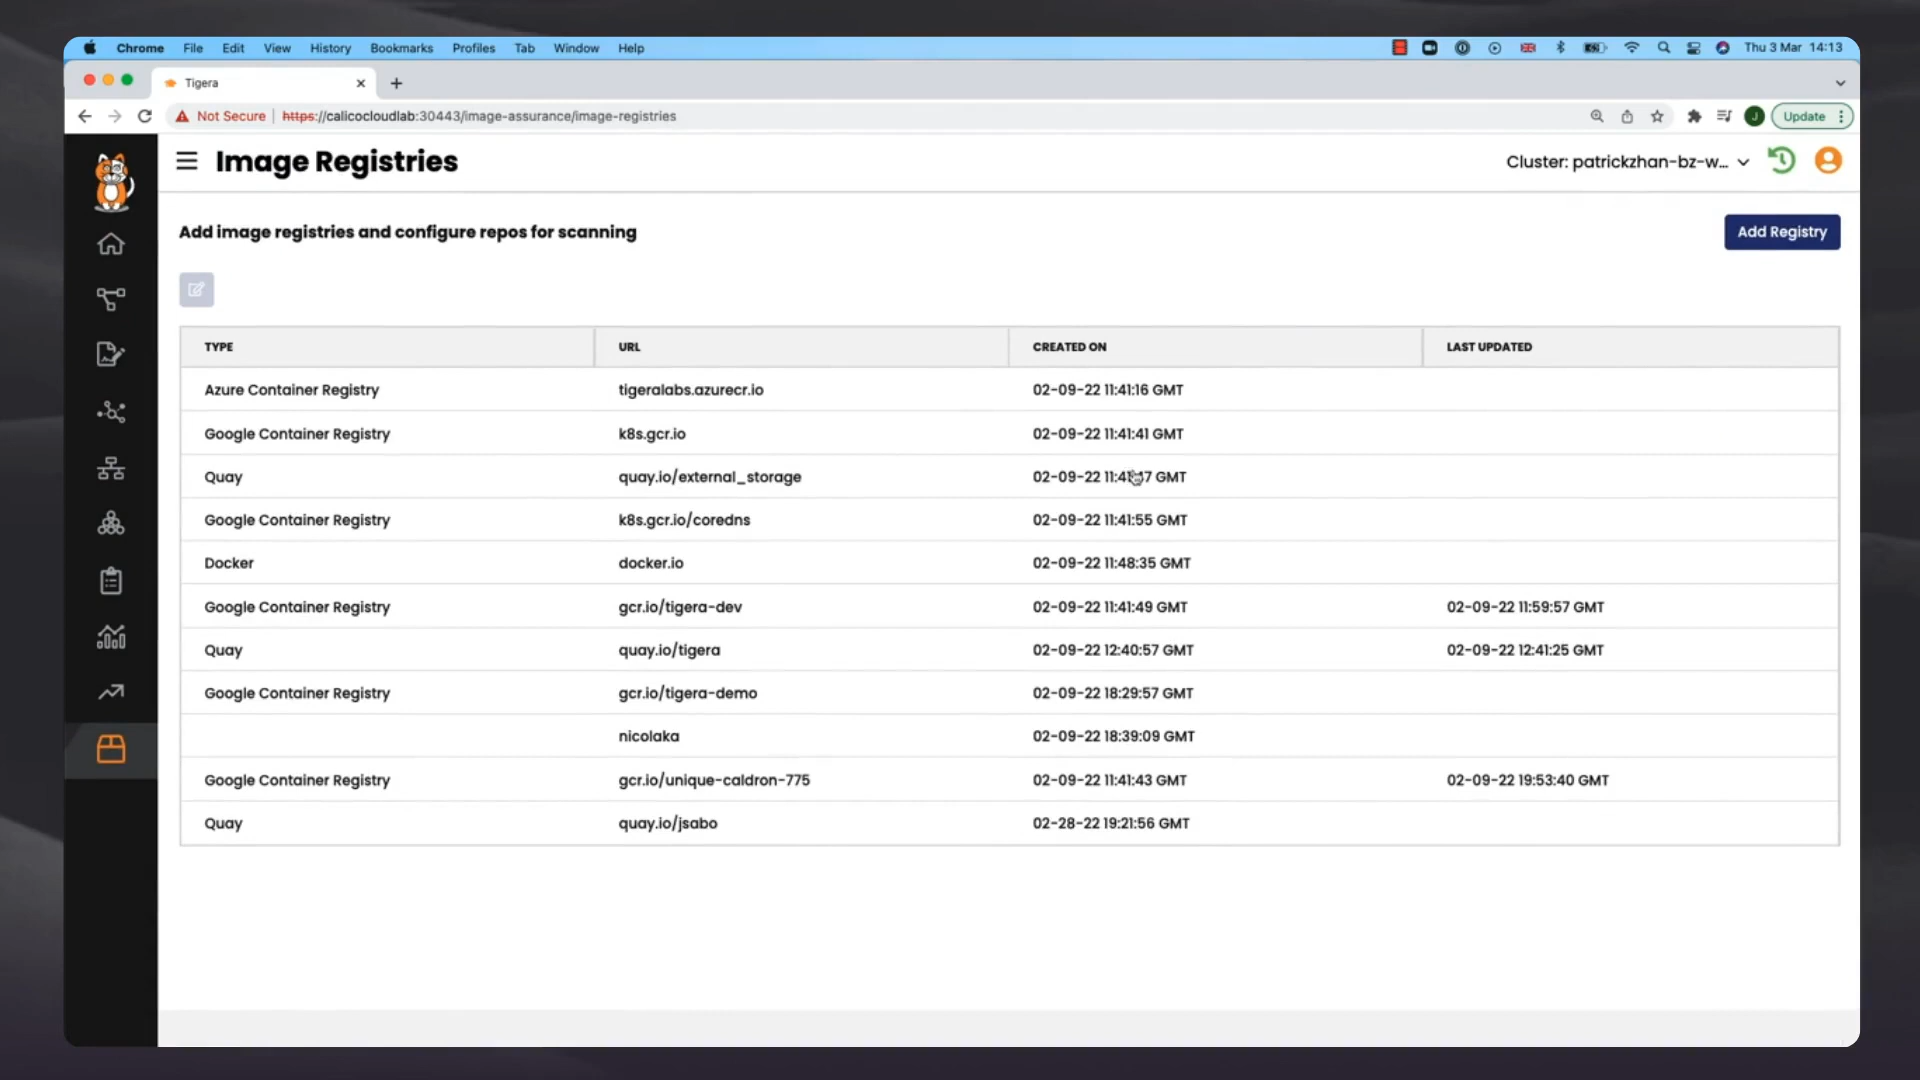 Chrome File Edit View History Bookmarks Profiles Tab Window Help Thu 3 Mar 14:13
Tigera
Not Secure https://calicocloudlab:30443/image-assurance/image-registries J Update
Image Registries Cluster: patrickzhan-bz-w...
Add image registries and configure repos for scanning Add Registry
TYPE URL CREATED ON LAST UPDATED
Azure Container Registry tigeralabs.azurecr.io 02-09-22 11:41:16 GMT
Google Container Registry k8s.gcr.io 02-09-22 11:41:41 GMT
Quay quay.io/external_storage 02-09-22 GMT
Google Container Registry k8s.gcr.io/coredns 02-09-22 11:41:55 GMT
Docker docker.io 02-09-22 11:48:35 GMT
Google Container Registry gcr.io/tigera-dev 02-09-22 11:41:49 GMT 02-09-22 11:59:57 GMT
Quay quay.io/tigera 02-09-22 12:40:57 GMT 02-09-22 12:41:25 GMT
Google Container Registry gcr.io/tigera-demo 02-09-22 18:29:57 GMT
nicolaka 02-09-22 18:39:09 GMT
Google Container Registry gcr.io/unique-caldron-775 02-09-22 11:41:43 GMT 02-09-22 19:53:40 GMT
Quay quay.io/jsabo 02-28-22 19:21:56 GMT